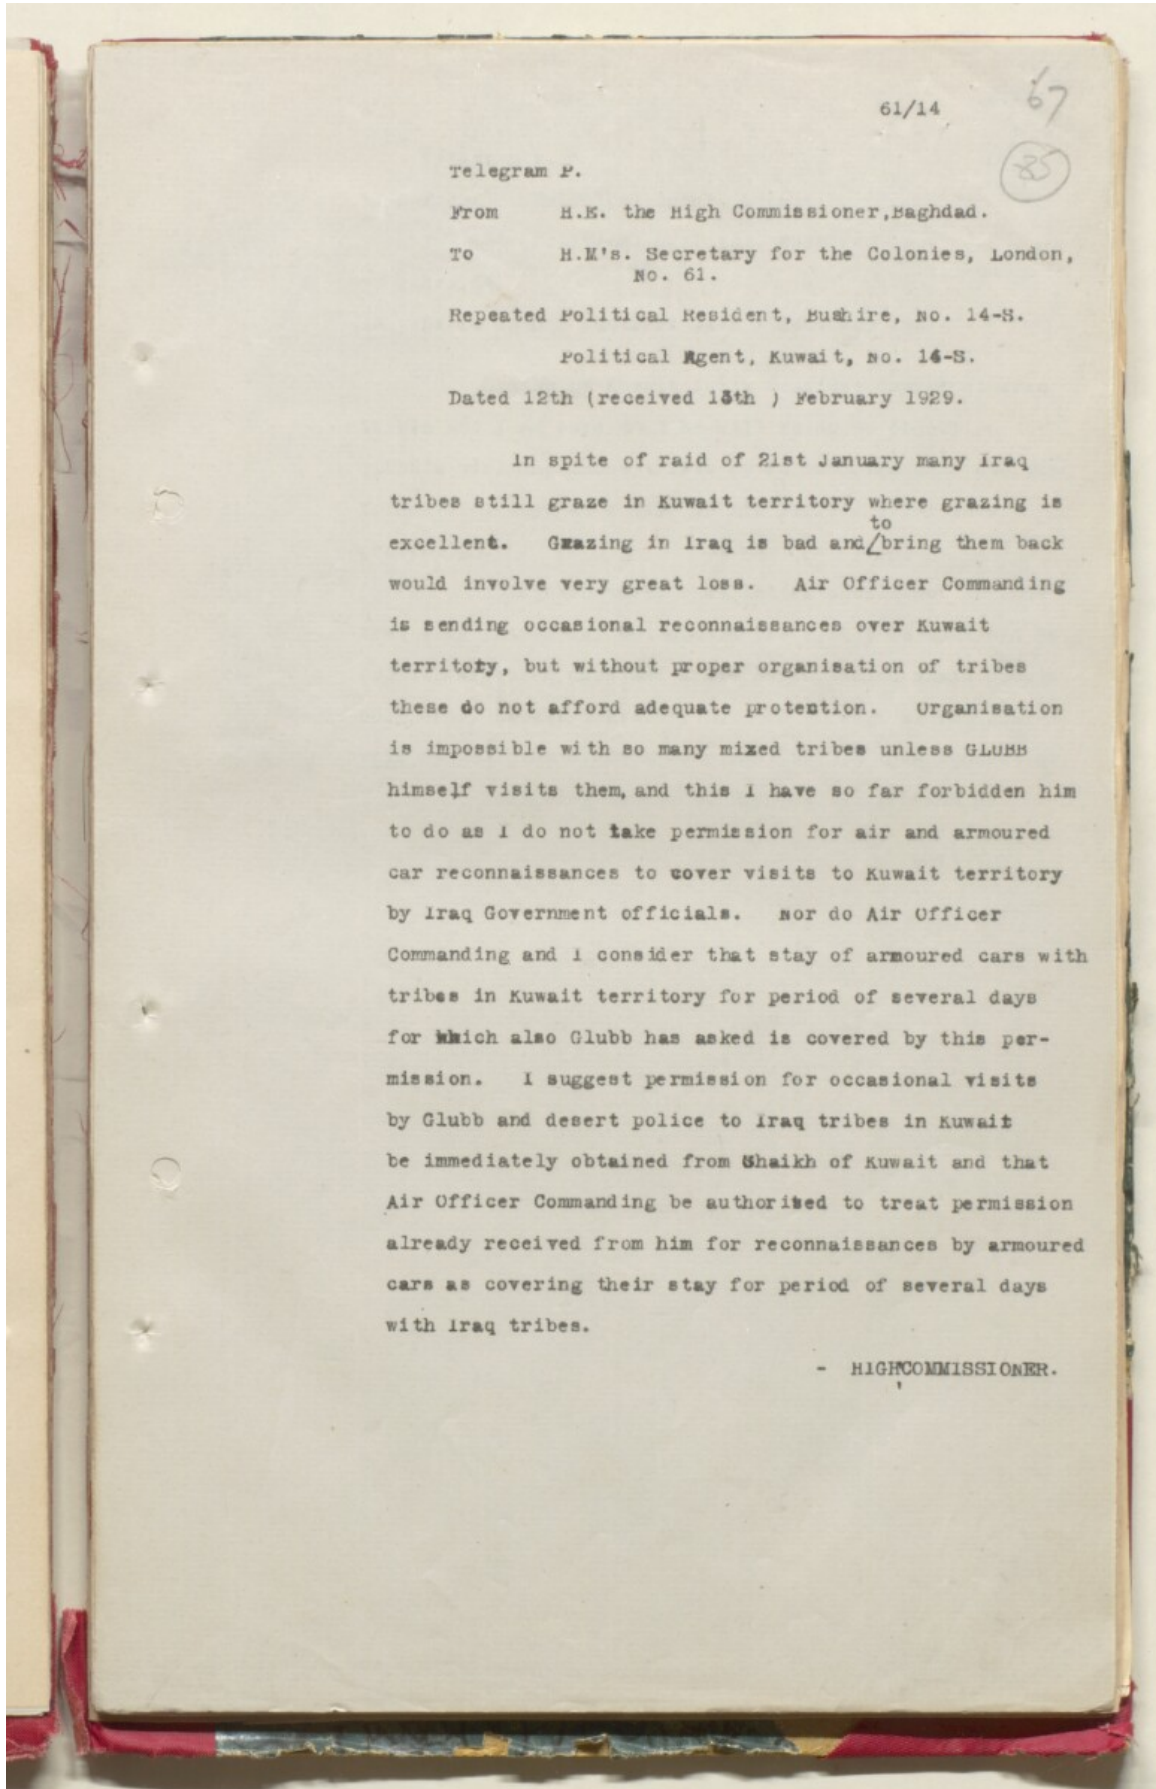 61/14
67
85
Telegram P.
From H.E. the High Commissioner,Baghdad.
To H.M's. Secretary for the Colonies, London,
No. 61.
Repeated Political Resident, Bushire, No. 14-S.
Political Agent, Kuwait, No. 14-S.
Dated 12th (received 13th ) February 1929.
In spite of raid of 21st January many Iraq
tribes still graze in Kuwait territory where grazing is
to
excellent. Grazing in Iraq is bad and/bring them back
would involve very great loss. Air Officer Commanding
is sending occasional reconnaissances over Kuwait
territory, but without proper organisation of tribes
these do not afford adequate protection. Organisation
is impossible with so many mixed tribes unless GLUBB
himself visits them, and this I have so far forbidden him
to do as I do not take permission for air and armoured
car reconnaissances to cover visits to Kuwait territory
by Iraq Government officials. Nor do Air Officer
Commanding and I consider that stay of armoured cars with
tribes in Kuwait territory for period of several days
for which also Glubb has asked is covered by this per-
mission. I suggest permission for occasional visits
by Glubb and desert police to Iraq tribes in Kuwait
be immediately obtained from Shaikh of Kuwait and that
Air Officer Commanding be authorised to treat permission
already received from him for reconnaissances by armoured
cars as covering their stay for period of several days
with Iraq tribes.
- HIGHCOMMISSIONER.